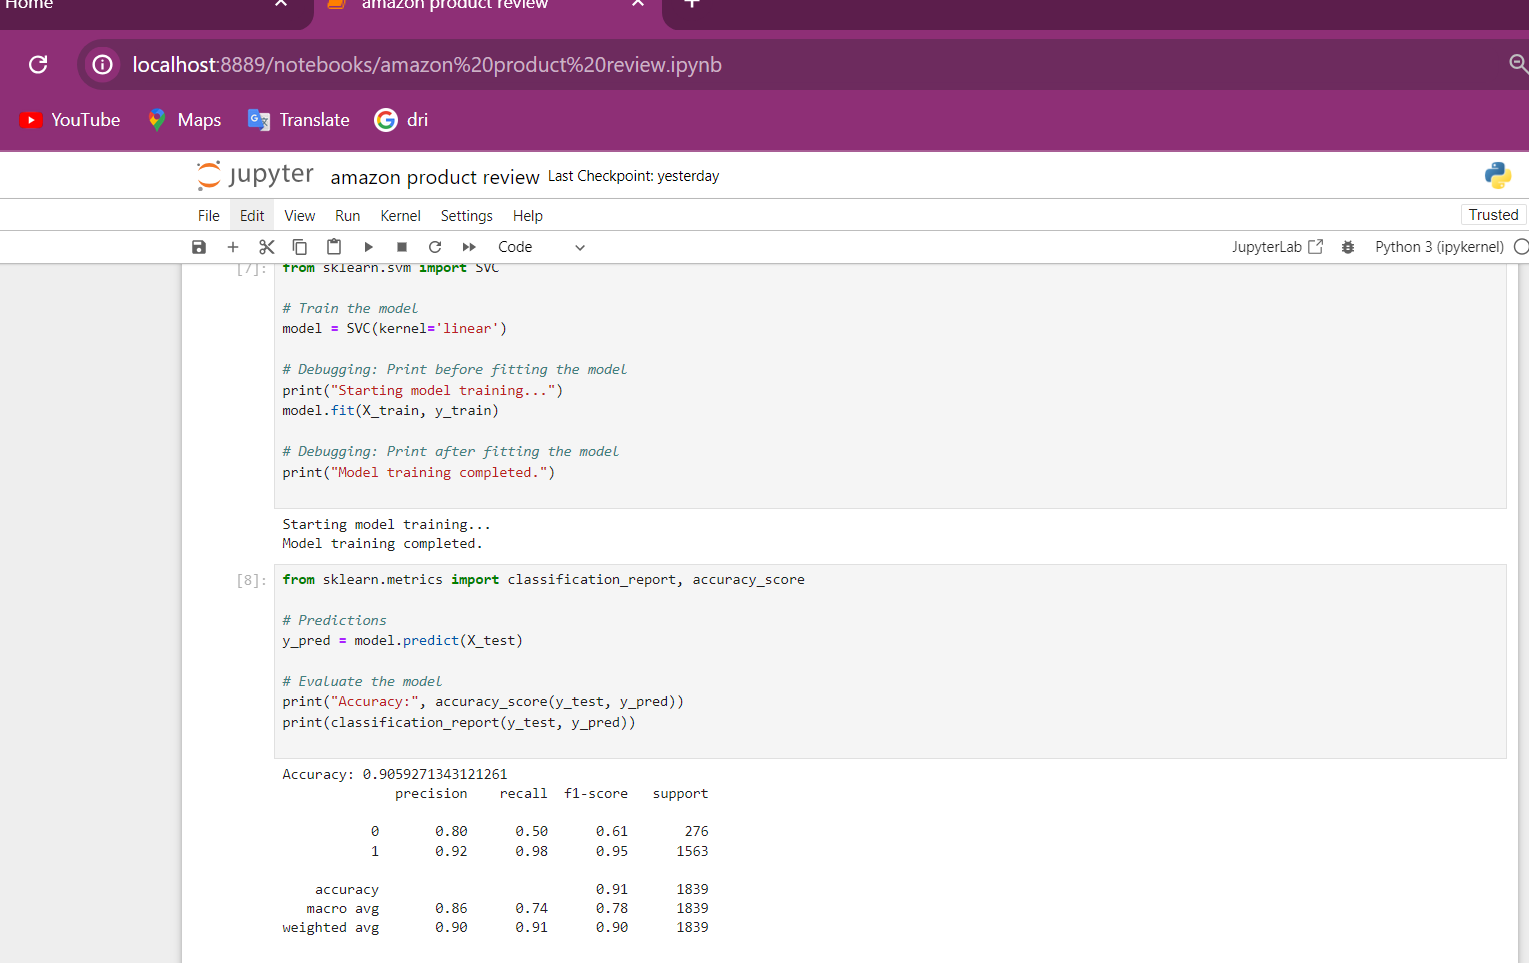 Home
amazon product review
localhost:8889/notebooks/amazon%20product%20review.ipynb
YouTube Maps Translate dri
jupyter amazon product review Last Checkpoint: yesterday
File Edit View Run Kernel Settings Help
Trusted
Code
JupyterLab Python 3 (ipykernel)
[7]: from sklearn.svm import SVC
# Train the model
model = SVC(kernel='linear')
# Debugging: Print before fitting the model
print("Starting model training...")
model.fit(X_train, y_train)
# Debugging: Print after fitting the model
print("Model training completed.")
Starting model training...
Model training completed.
[8]: from sklearn.metrics import classification_report, accuracy_score
# Predictions
y_pred = model.predict(X_test)
# Evaluate the model
print("Accuracy:", accuracy_score(y_test, y_pred))
print(classification_report(y_test, y_pred))
Accuracy: 0.9059271343121261
precision recall f1-score support
0 0.80 0.50 0.61 276
1 0.92 0.98 0.95 1563
accuracy 0.91 1839
macro avg 0.86 0.74 0.78 1839
weighted avg 0.90 0.91 0.90 1839